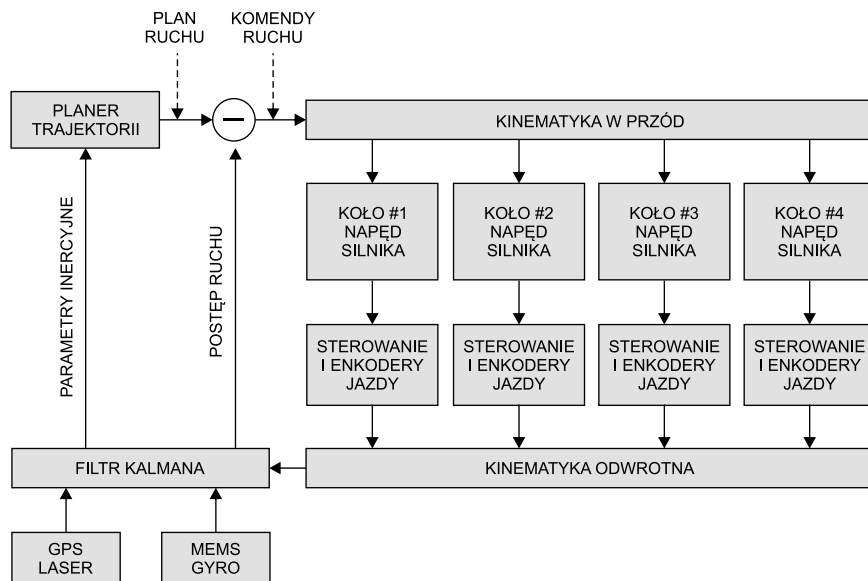 PLAN
RUCHU
KOMENDY
RUCHU
PLANER
TRAJEKTORII
KINEMATYKA W PRZÓD
KOŁO #1
NAPĘD
SILNIKA
KOŁO #2
NAPĘD
SILNIKA
KOŁO #3
NAPĘD
SILNIKA
KOŁO #4
NAPĘD
SILNIKA
PARAMETRY INERCYJNE
POSTĘP RUCHU
STEROWANIE
I ENKODERY
JAZDY
STEROWANIE
I ENKODERY
JAZDY
STEROWANIE
I ENKODERY
JAZDY
STEROWANIE
I ENKODERY
JAZDY
FILTR KALMANA
KINEMATYKA ODWROTNA
GPS
LASER
MEMS
GYRO